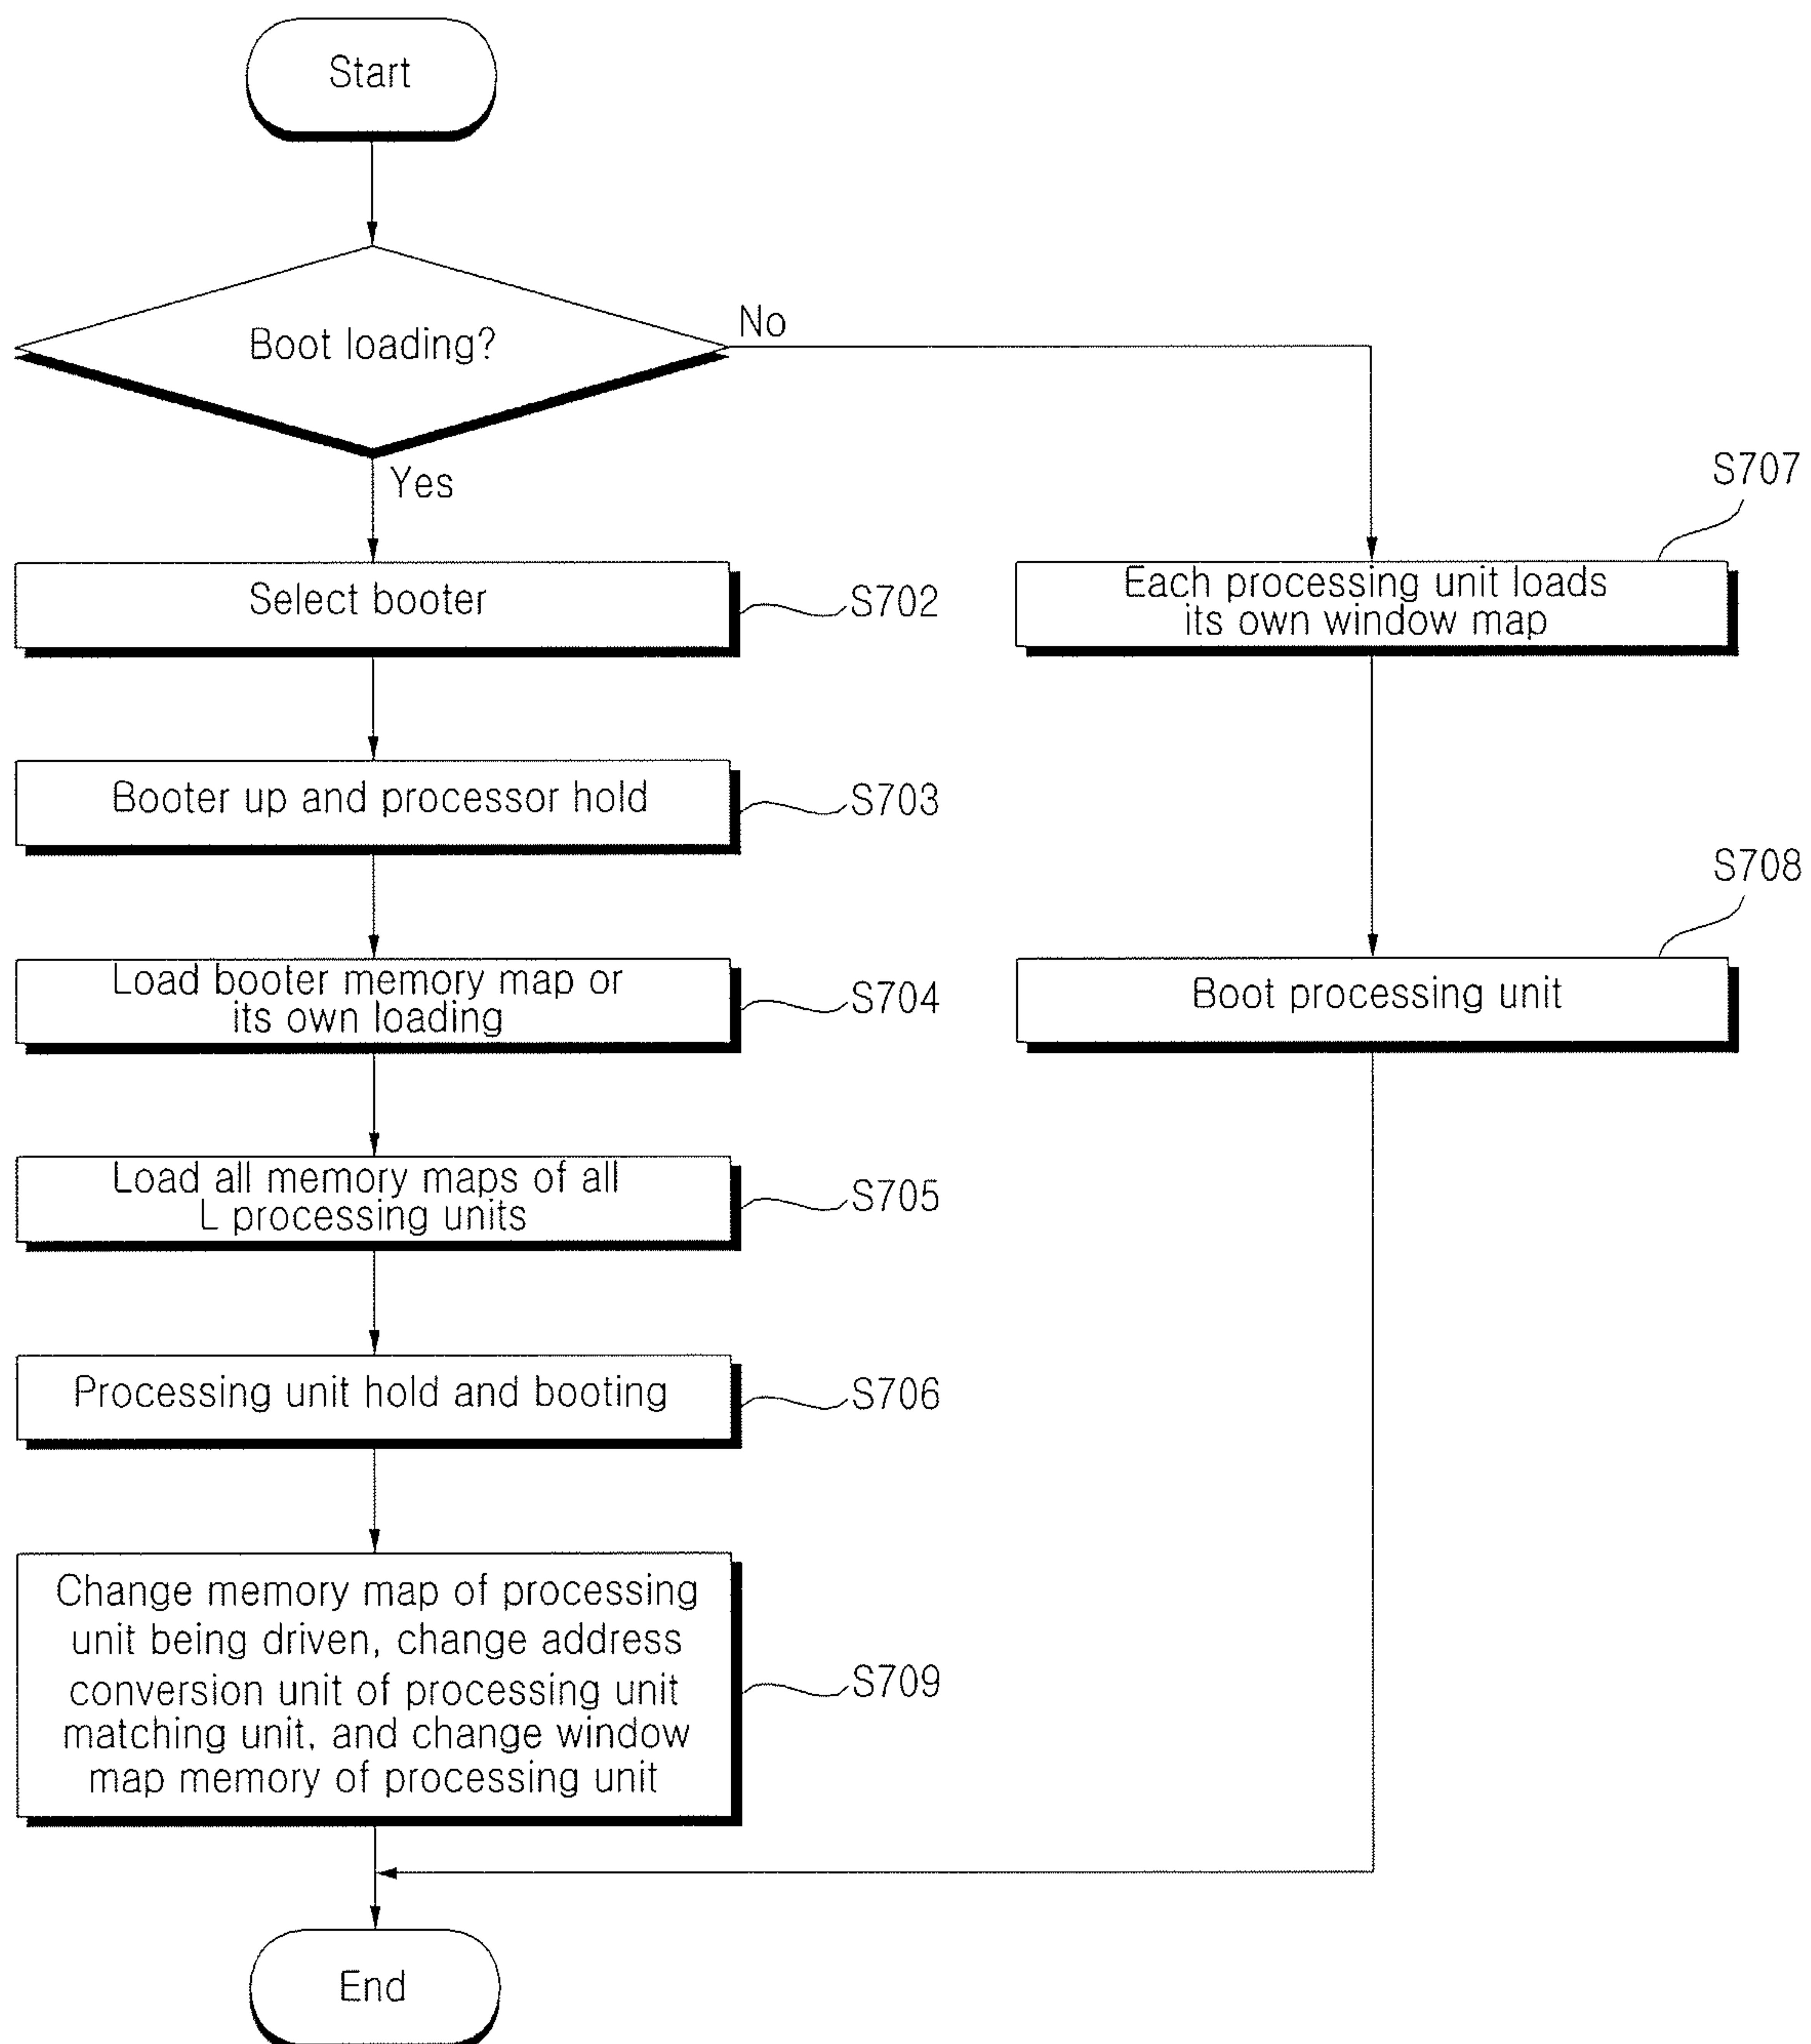 Start
Boot loading?
No
Yes
S707
Select booter
S702
Each processing unit loads
its own window map
Booter up and processor hold
S703
S708
Load booter memory map or
its own loading
S704
Boot processing unit
Load all memory maps of all
L processing units
S705
Processing unit hold and booting
S706
Change memory map of processing
unit being driven, change address
conversion unit of processing unit
matching unit, and change window
map memory of processing unit
S709
End